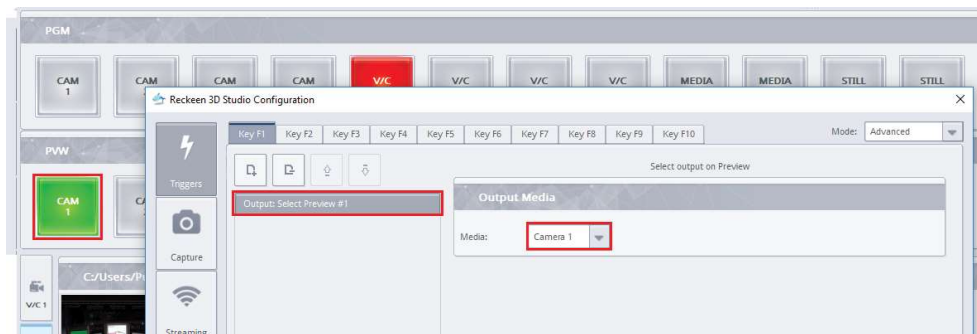 PGM
CAM 1
CAM
CAM
CAM
V/C
V/C
V/C
V/C
MEDIA
MEDIA
STILL
STILL
Reckeen 3D Studio Configuration
Key F1 Key F2 Key F3 Key F4 Key F5 Key F6 Key F7 Key F8 Key F9 Key F10
Mode: Advanced
PVW
CAM 1
Triggers
Select output on Preview
Output: Select Preview #1
Output Media
Media: Camera 1
Capture
C:/Users/P
V/C 1
Streaming